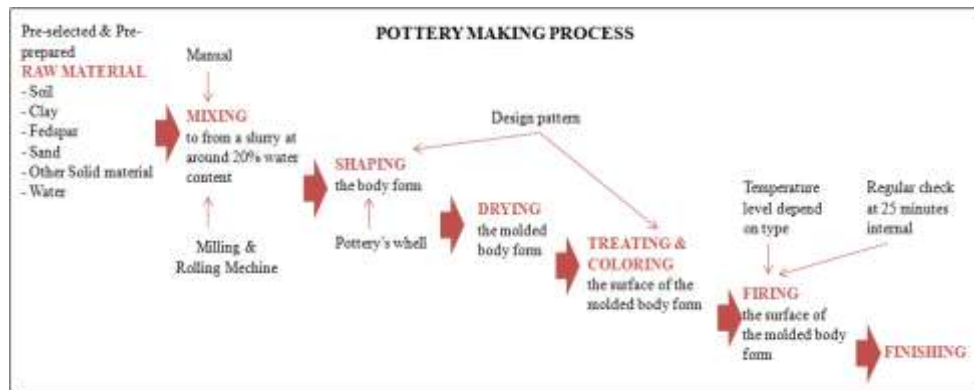 POTTERY MAKING PROCESS
Pre-selected & Pre-
prepared
RAW MATERIAL
- Soil
- Clay
- Fedspar
- Sand
- Other Solid material
- Water
Manual
MIXING
to from a slurry at
around 20% water
content
Milling &
Rolling Mechine
Design pattern
SHAPING
the body form
Pottery's whell
DRYING
the molded
body form
TREATING &
COLORING
the surface of the
molded body form
Temperature
level depend
on type
Regular check
at 25 minutes
internal
FIRING
the surface of
the molded body
form
FINISHING